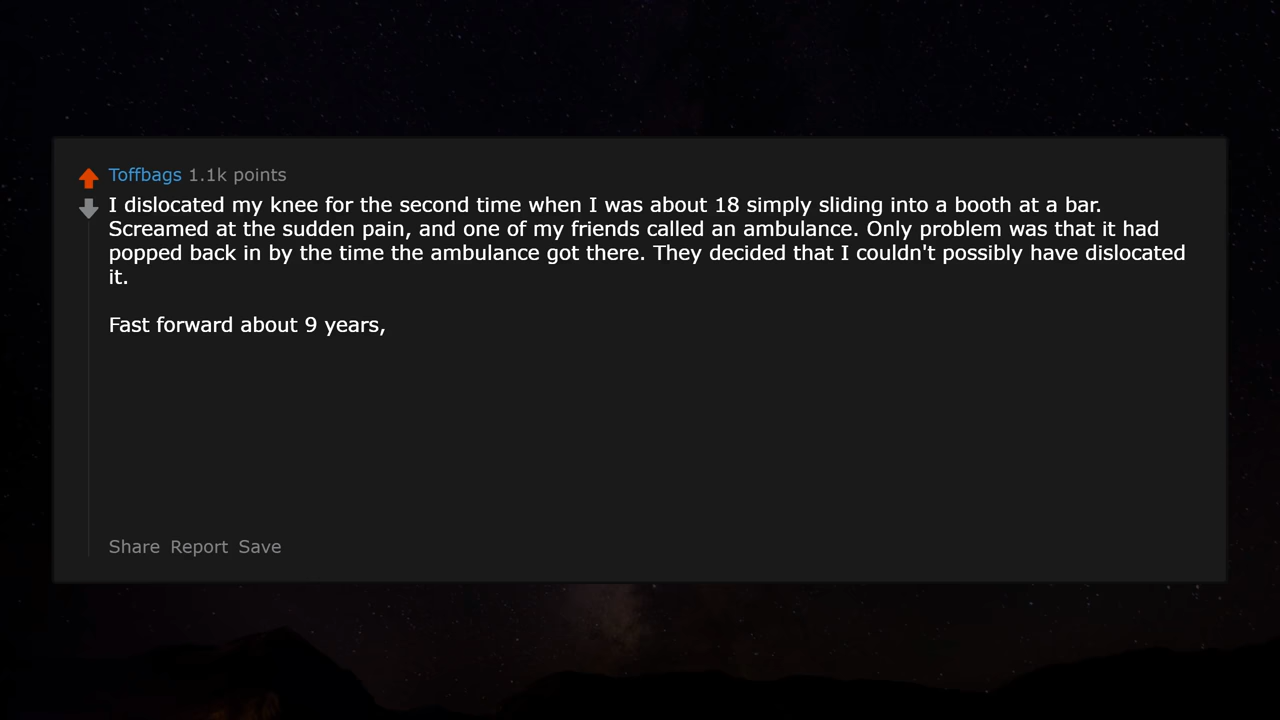 Toffbags 1.1k points
I dislocated my knee for the second time when I was about 18 simply sliding into a booth at a bar.
Screamed at the sudden pain, and one of my friends called an ambulance. Only problem was that it had
popped back in by the time the ambulance got there. They decided that I couldn't possibly have dislocated
it.
Fast forward about 9 years,
Share Report Save